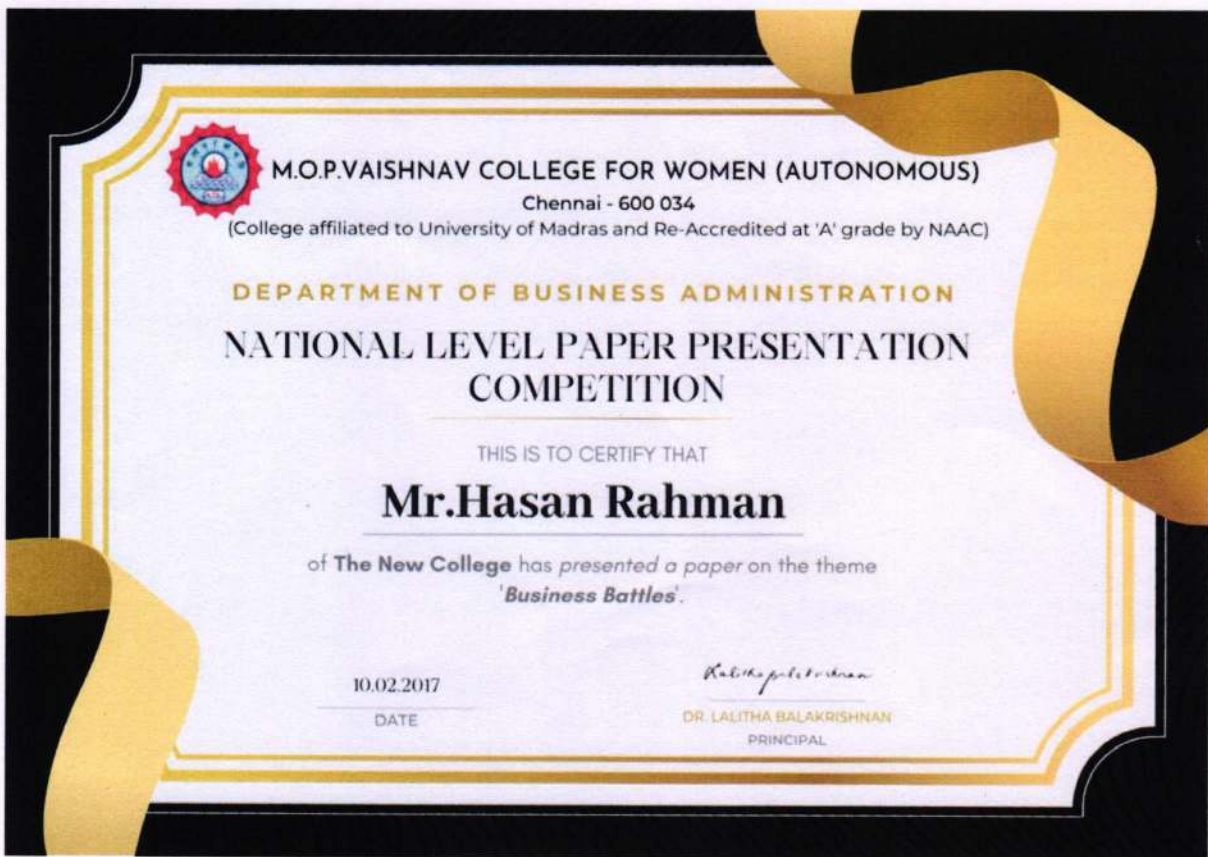 M.O.P.VAISHNAV COLLEGE FOR WOMEN (AUTONOMOUS)
Chennai - 600 034
(College affiliated to University of Madras and Re-Accredited at 'A' grade by NAAC)
DEPARTMENT OF BUSINESS ADMINISTRATION
NATIONAL LEVEL PAPER PRESENTATION
COMPETITION
THIS IS TO CERTIFY THAT
Mr.Hasan Rahman
of The New College has presented a paper on the theme
'Business Battles'.
10.02.2017
DATE
Lalitha Balakrishnan
DR. LALITHA BALAKRISHNAN
PRINCIPAL